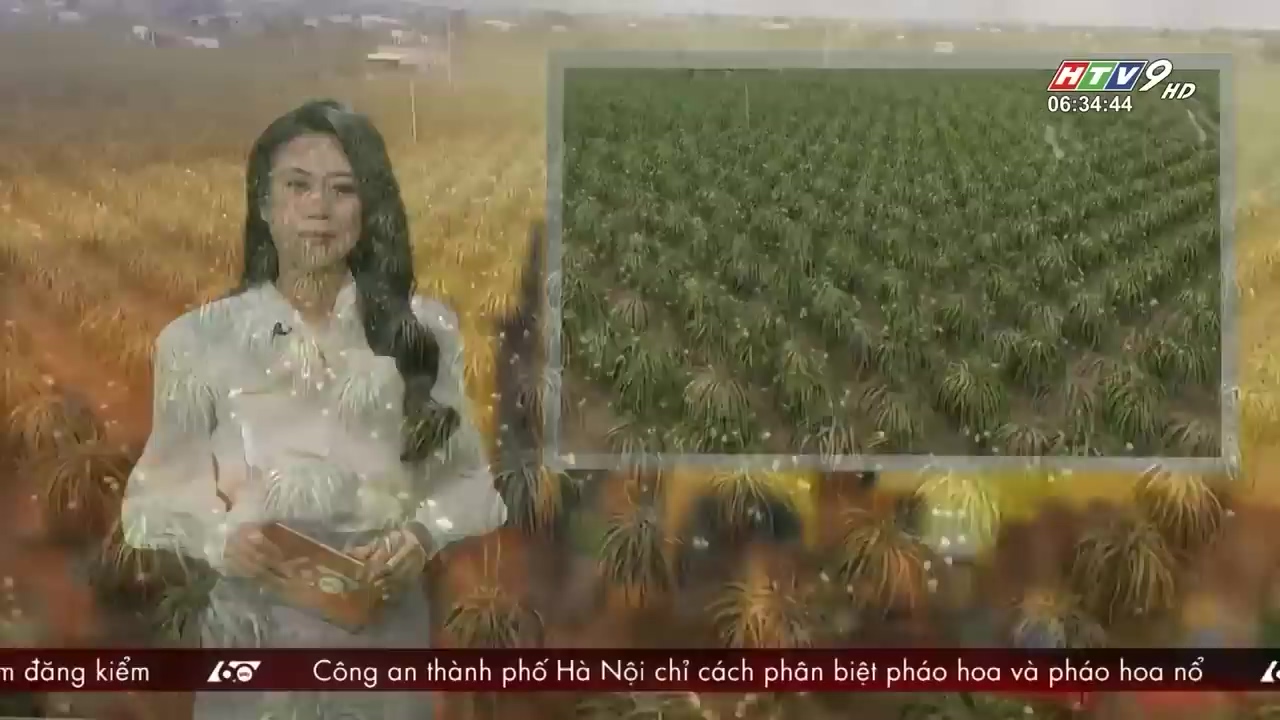 HTV9 HD
06:34:44
m đăng kiểm 60 Công an thành phố Hà Nội chỉ cách phân biệt pháo hoa và pháo hoa nổ